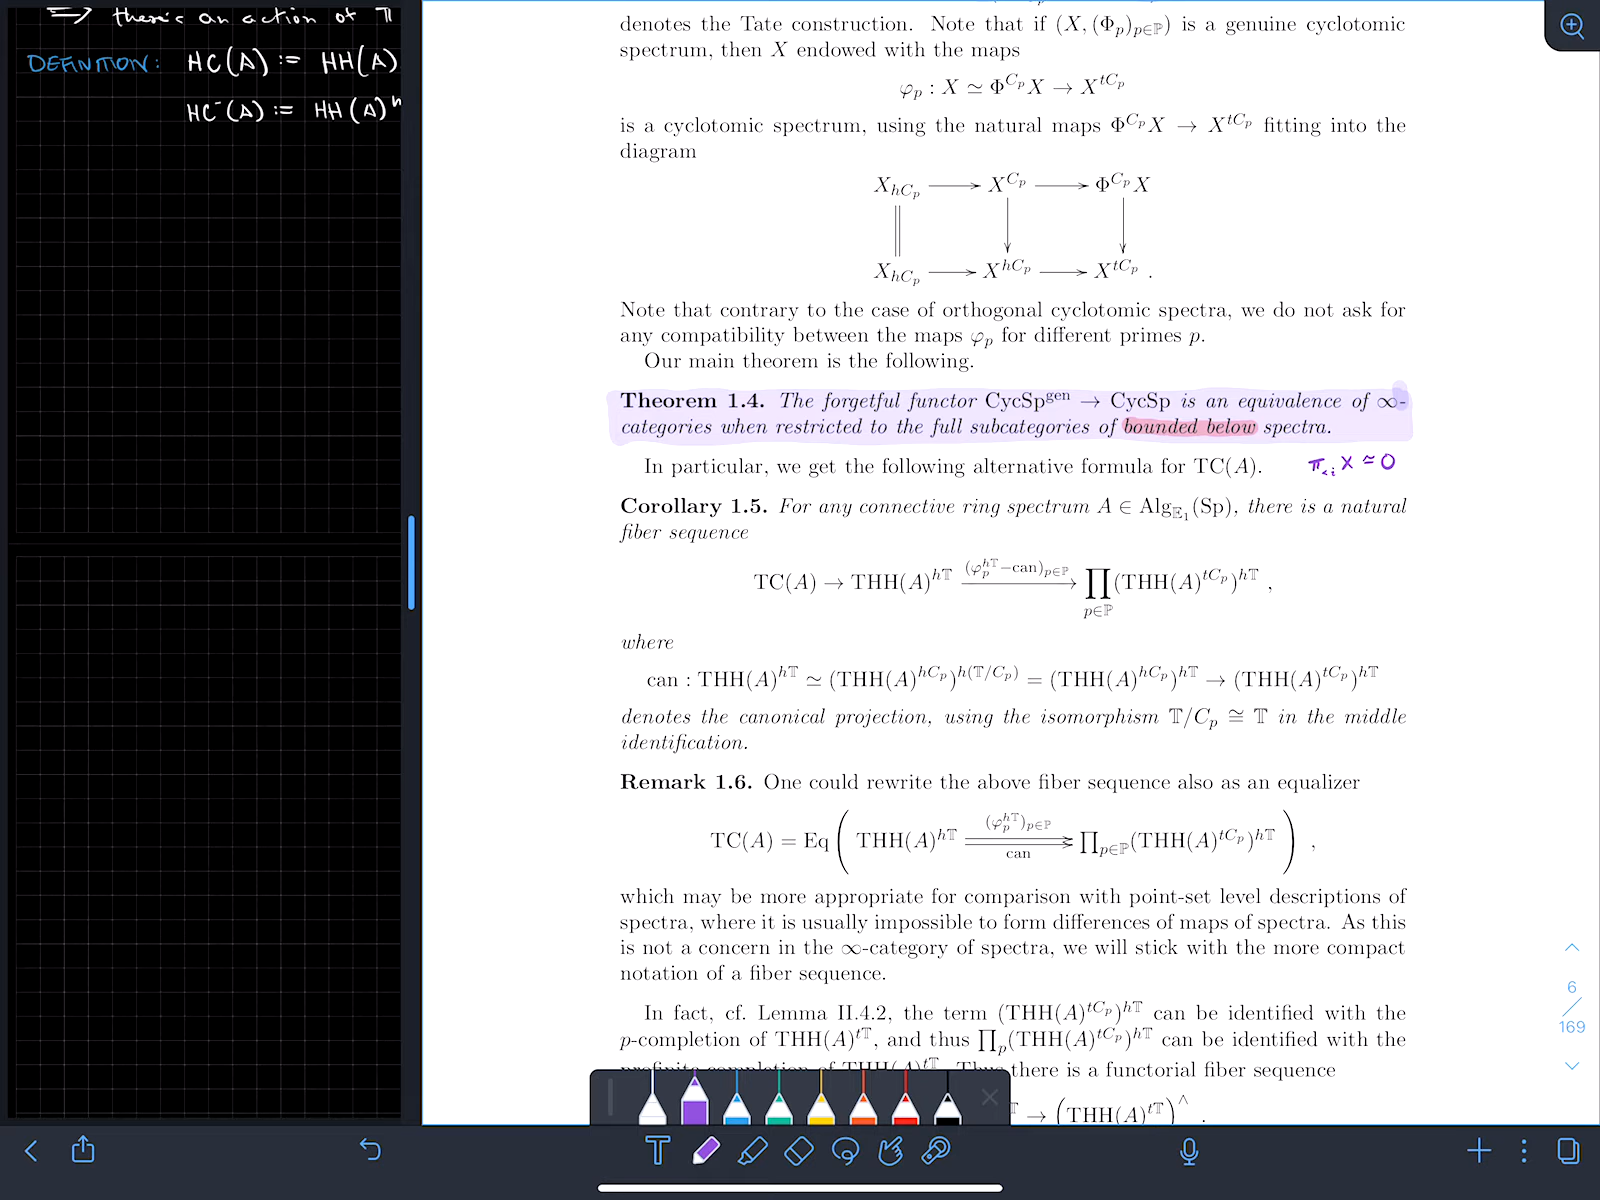 ⟹ there's an action of 𝕋
DEFINITION: HC(A) := HH(A)
HC⁻(A) := HH(A)ʰ
denotes the Tate construction. Note that if (X, (Φ_p)_{p∈ℙ}) is a genuine cyclotomic
spectrum, then X endowed with the maps
φ_p : X ≃ Φ^{C_p} X → X^{tC_p}
is a cyclotomic spectrum, using the natural maps Φ^{C_p} X → X^{tC_p} fitting into the
diagram
X_{hC_p} → X^{C_p} → Φ^{C_p} X
X_{hC_p} → X^{hC_p} → X^{tC_p} .
Note that contrary to the case of orthogonal cyclotomic spectra, we do not ask for
any compatibility between the maps φ_p for different primes p.
Our main theorem is the following.
Theorem 1.4. The forgetful functor CycSp^{gen} → CycSp is an equivalence of ∞-
categories when restricted to the full subcategories of bounded below spectra.
In particular, we get the following alternative formula for TC(A). π_{<i} X ≃ 0
Corollary 1.5. For any connective ring spectrum A ∈ Alg_{𝔼₁}(Sp), there is a natural
fiber sequence
TC(A) → THH(A)^{h𝕋} \xrightarrow{(φ_p^{h𝕋} − can)_{p∈ℙ}} ∏_{p∈ℙ} (THH(A)^{tC_p})^{h𝕋} ,
where
can : THH(A)^{h𝕋} ≃ (THH(A)^{hC_p})^{h(𝕋/C_p)} = (THH(A)^{hC_p})^{h𝕋} → (THH(A)^{tC_p})^{h𝕋}
denotes the canonical projection, using the isomorphism 𝕋/C_p ≅ 𝕋 in the middle
identification.
Remark 1.6. One could rewrite the above fiber sequence also as an equalizer
TC(A) = Eq ( THH(A)^{h𝕋} ⇉^{(φ_p^{h𝕋})_{p∈ℙ}}_{can} ∏_{p∈ℙ}(THH(A)^{tC_p})^{h𝕋} ) ,
which may be more appropriate for comparison with point-set level descriptions of
spectra, where it is usually impossible to form differences of maps of spectra. As this
is not a concern in the ∞-category of spectra, we will stick with the more compact
notation of a fiber sequence.
In fact, cf. Lemma II.4.2, the term (THH(A)^{tC_p})^{h𝕋} can be identified with the
p-completion of THH(A)^{t𝕋}, and thus ∏_p(THH(A)^{tC_p})^{h𝕋} can be identified with the
profinite completion of THH(A)^{t𝕋}. Thus there is a functorial fiber sequence
→ (THH(A)^{t𝕋})^∧ .
6
169
T